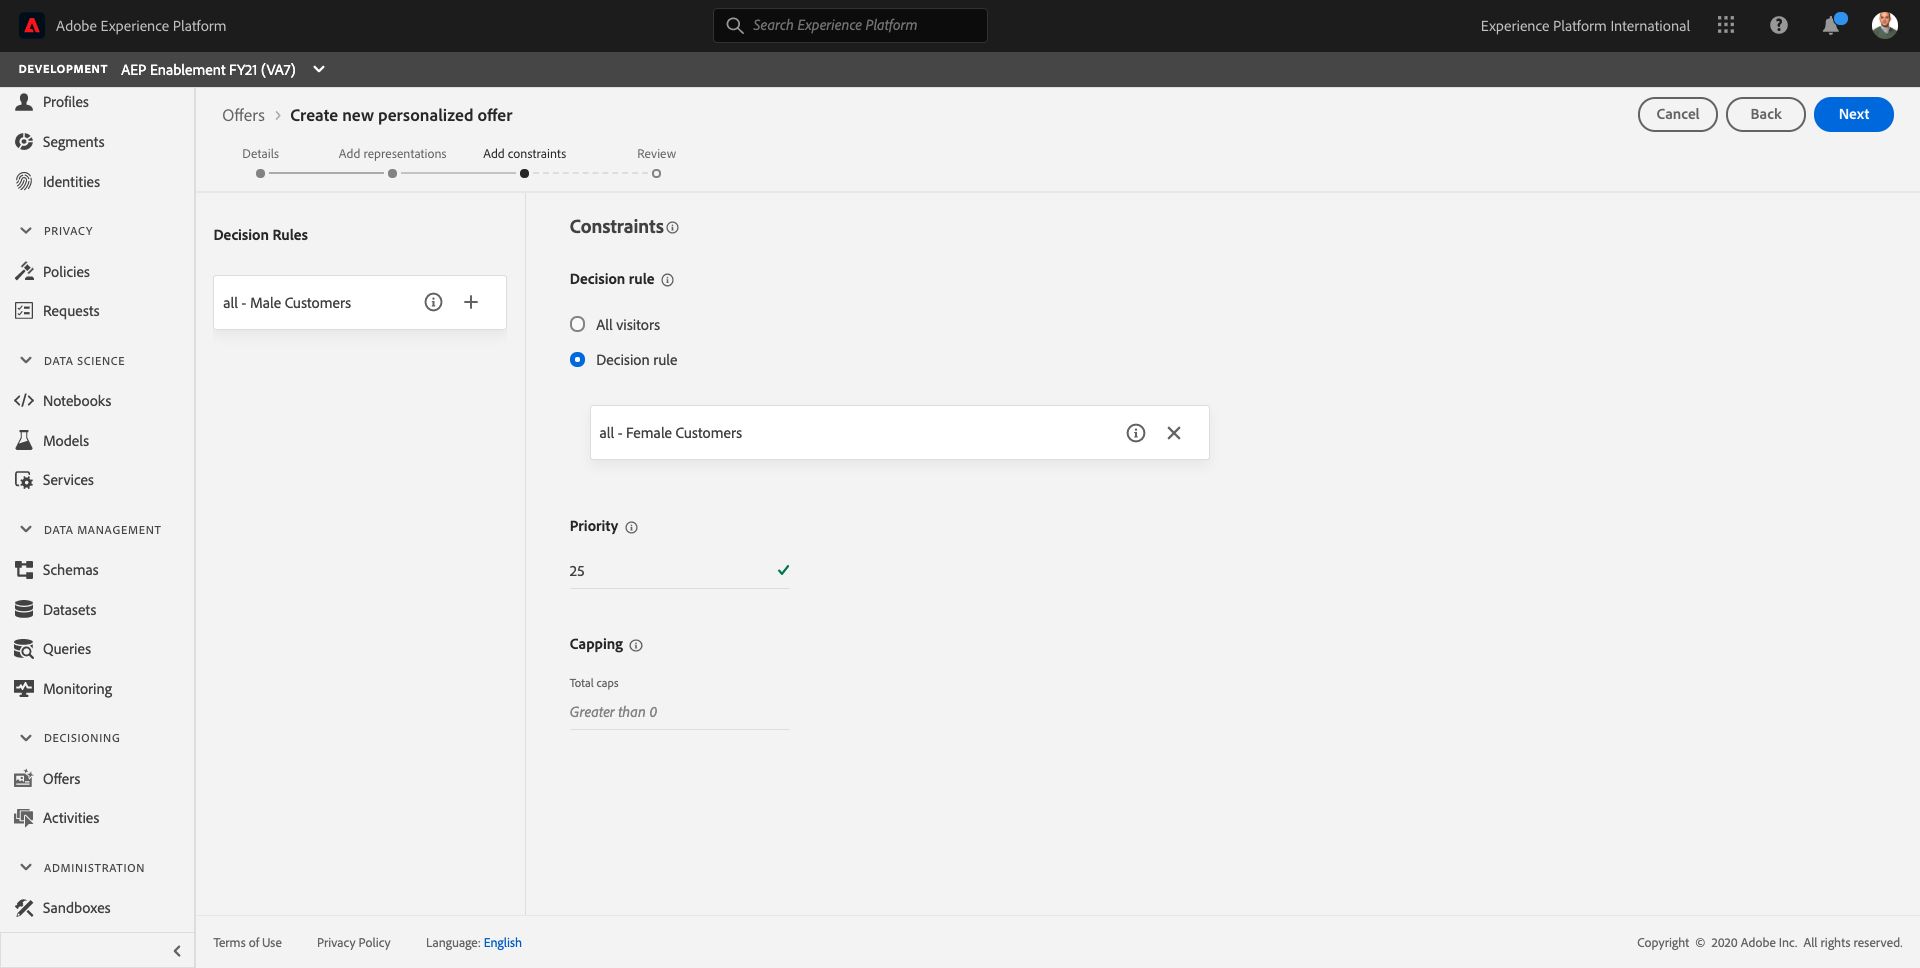 Adobe Experience Platform
Search Experience Platform
Experience Platform International
DEVELOPMENT AEP Enablement FY21 (VA7)
Profiles
Segments
Identities
PRIVACY
Policies
Requests
DATA SCIENCE
Notebooks
Models
Services
DATA MANAGEMENT
Schemas
Datasets
Queries
Monitoring
DECISIONING
Offers
Activities
ADMINISTRATION
Sandboxes
Offers > Create new personalized offer
Cancel
Back
Next
Details
Add representations
Add constraints
Review
Decision Rules
all - Male Customers
Constraints
Decision rule
All visitors
Decision rule
all - Female Customers
Priority
25
Capping
Total caps
Greater than 0
Terms of Use
Privacy Policy
Language: English
Copyright © 2020 Adobe Inc. All rights reserved.